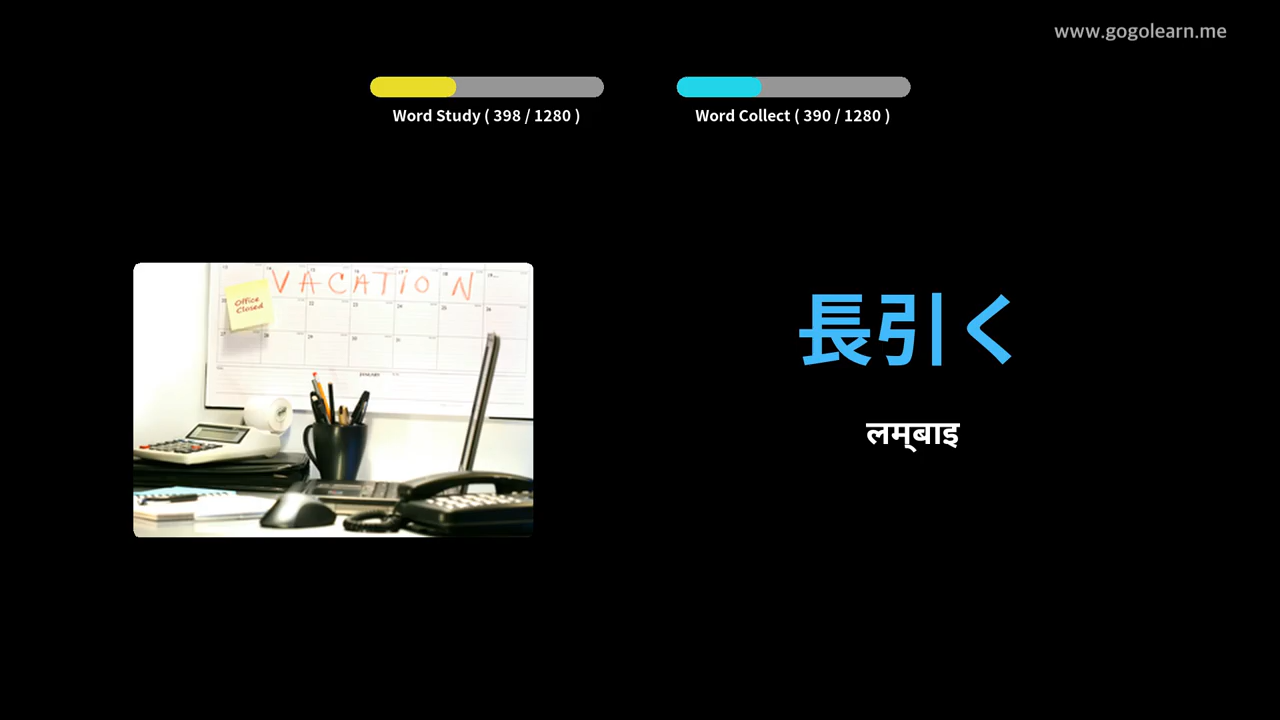 www.gogolearn.me
Word Study ( 398 / 1280 )
Word Collect ( 390 / 1280 )
VACATION
Office
Closed
長引く
लम्‌बाइ